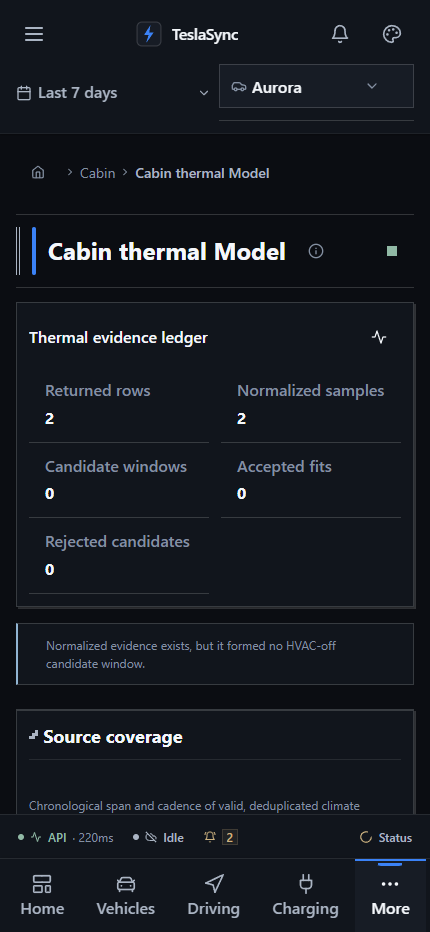 TeslaSync
Last 7 days
Aurora
Cabin
Cabin thermal Model
Cabin thermal Model
Thermal evidence ledger
Returned rows
2
Normalized samples
2
Candidate windows
0
Accepted fits
0
Rejected candidates
0
Normalized evidence exists, but it formed no HVAC-off
candidate window.
Source coverage
Chronological span and cadence of valid, deduplicated climate
API · 220ms
Idle
2
Status
Home
Vehicles
Driving
Charging
More